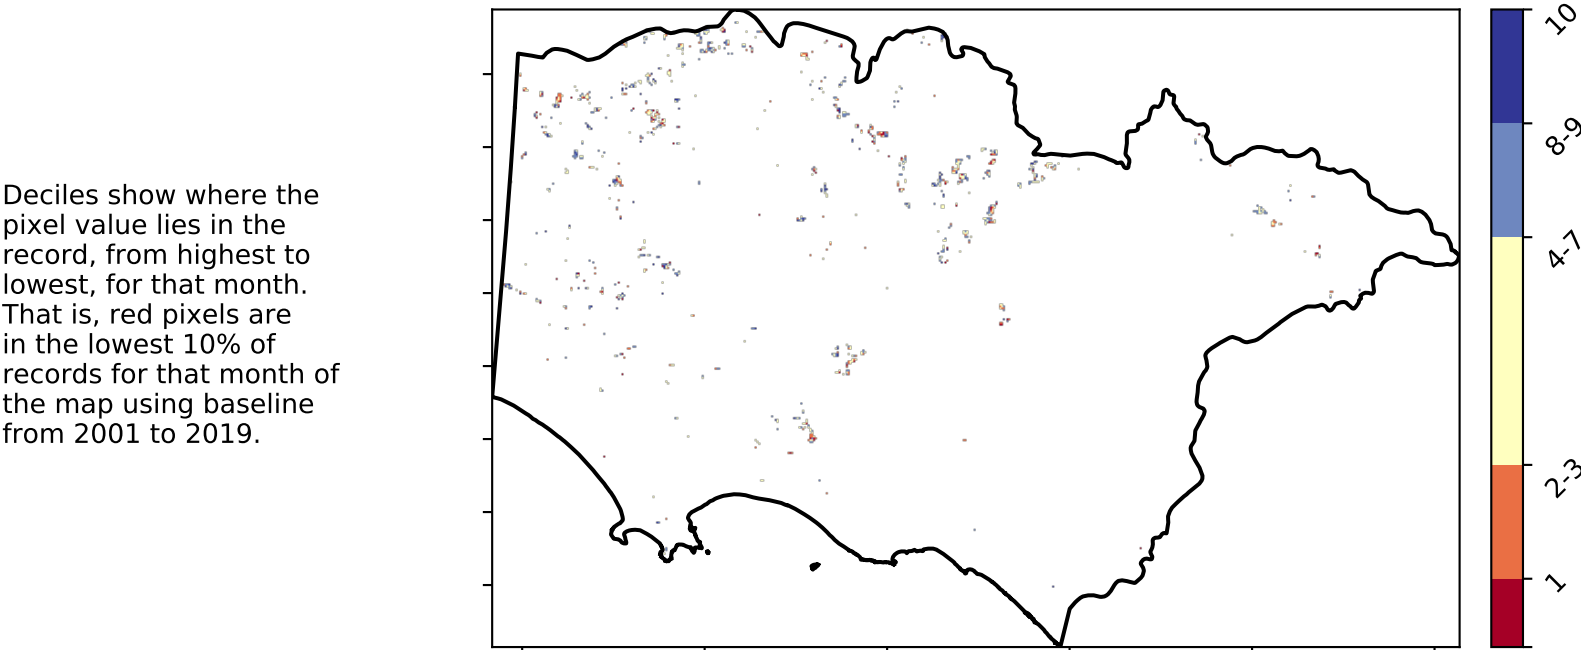 Deciles show where the
pixel value lies in the
record, from highest to
lowest, for that month.
That is, red pixels are
in the lowest 10% of
records for that month of
the map using baseline
from 2001 to 2019.
10
8-9
4-7
2-3
1